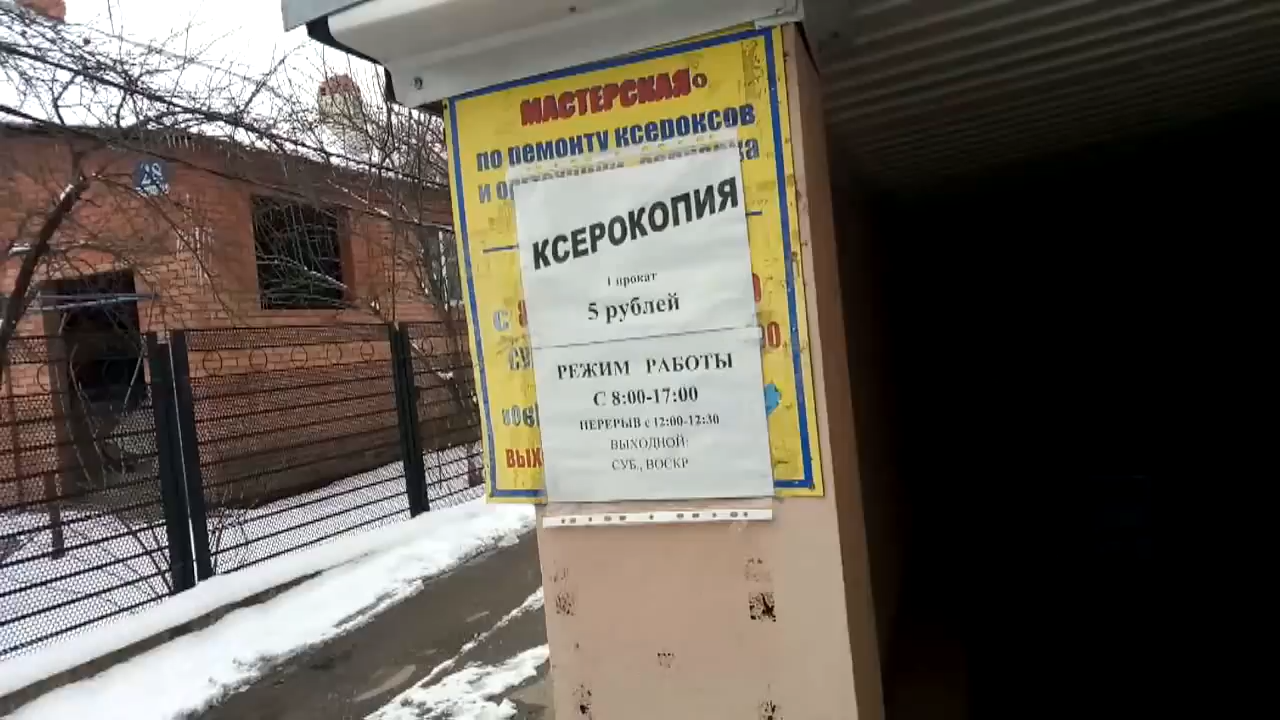 МАСТЕРСКАЯ
ПО РЕМОНТУ КСЕРОКСОВ
И
28
КСЕРОКОПИЯ
1 прокат
5 рублей
С
РЕЖИМ РАБОТЫ
С 8:00-17:00
ПЕРЕРЫВ с 12:00-12:30
ВЫХОДНОЙ:
СУБ., ВОСКР